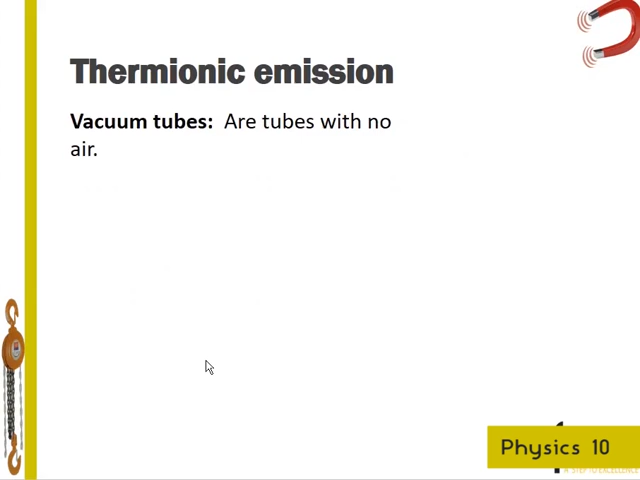 Thermionic emission
Vacuum tubes: Are tubes with no
air.
Physics 10